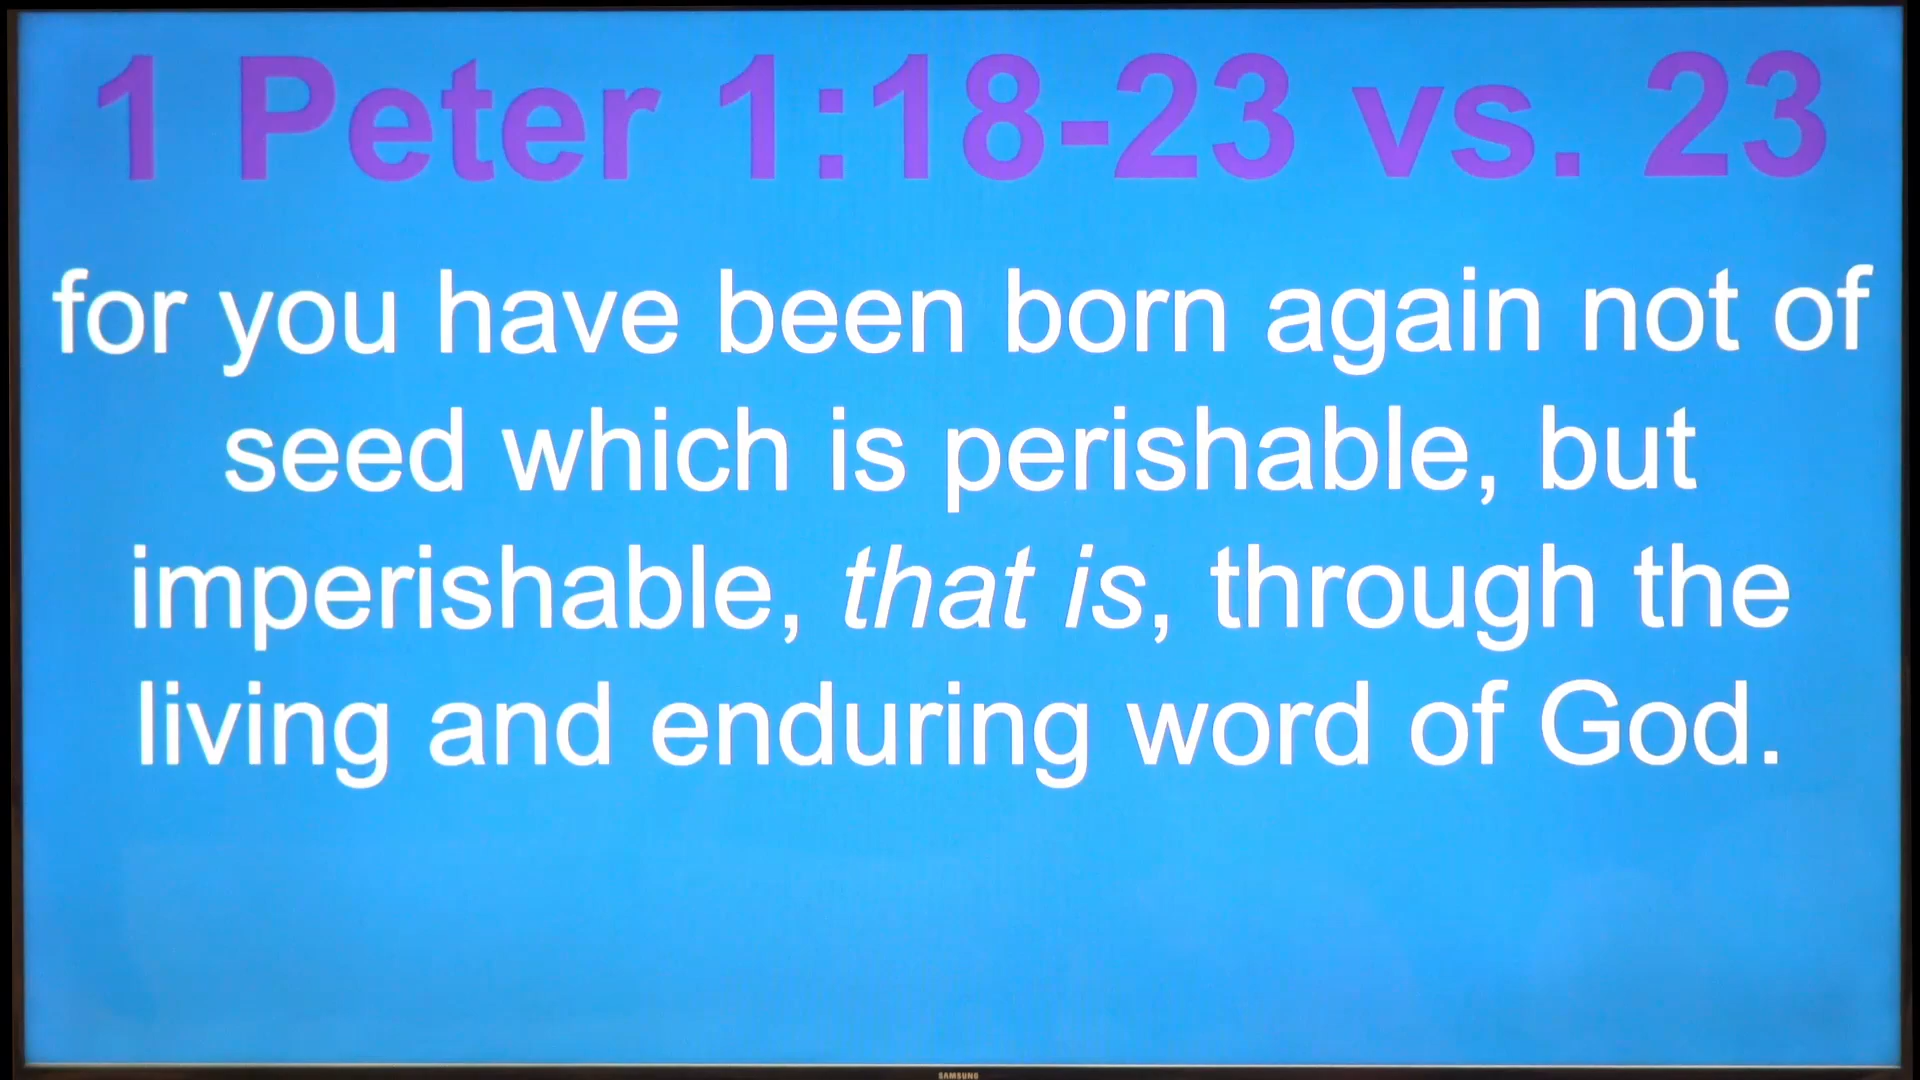 1 Peter 1:18-23 vs. 23
for you have been born again not of
seed which is perishable, but
imperishable, that is, through the
living and enduring word of God.
SAMSUNG